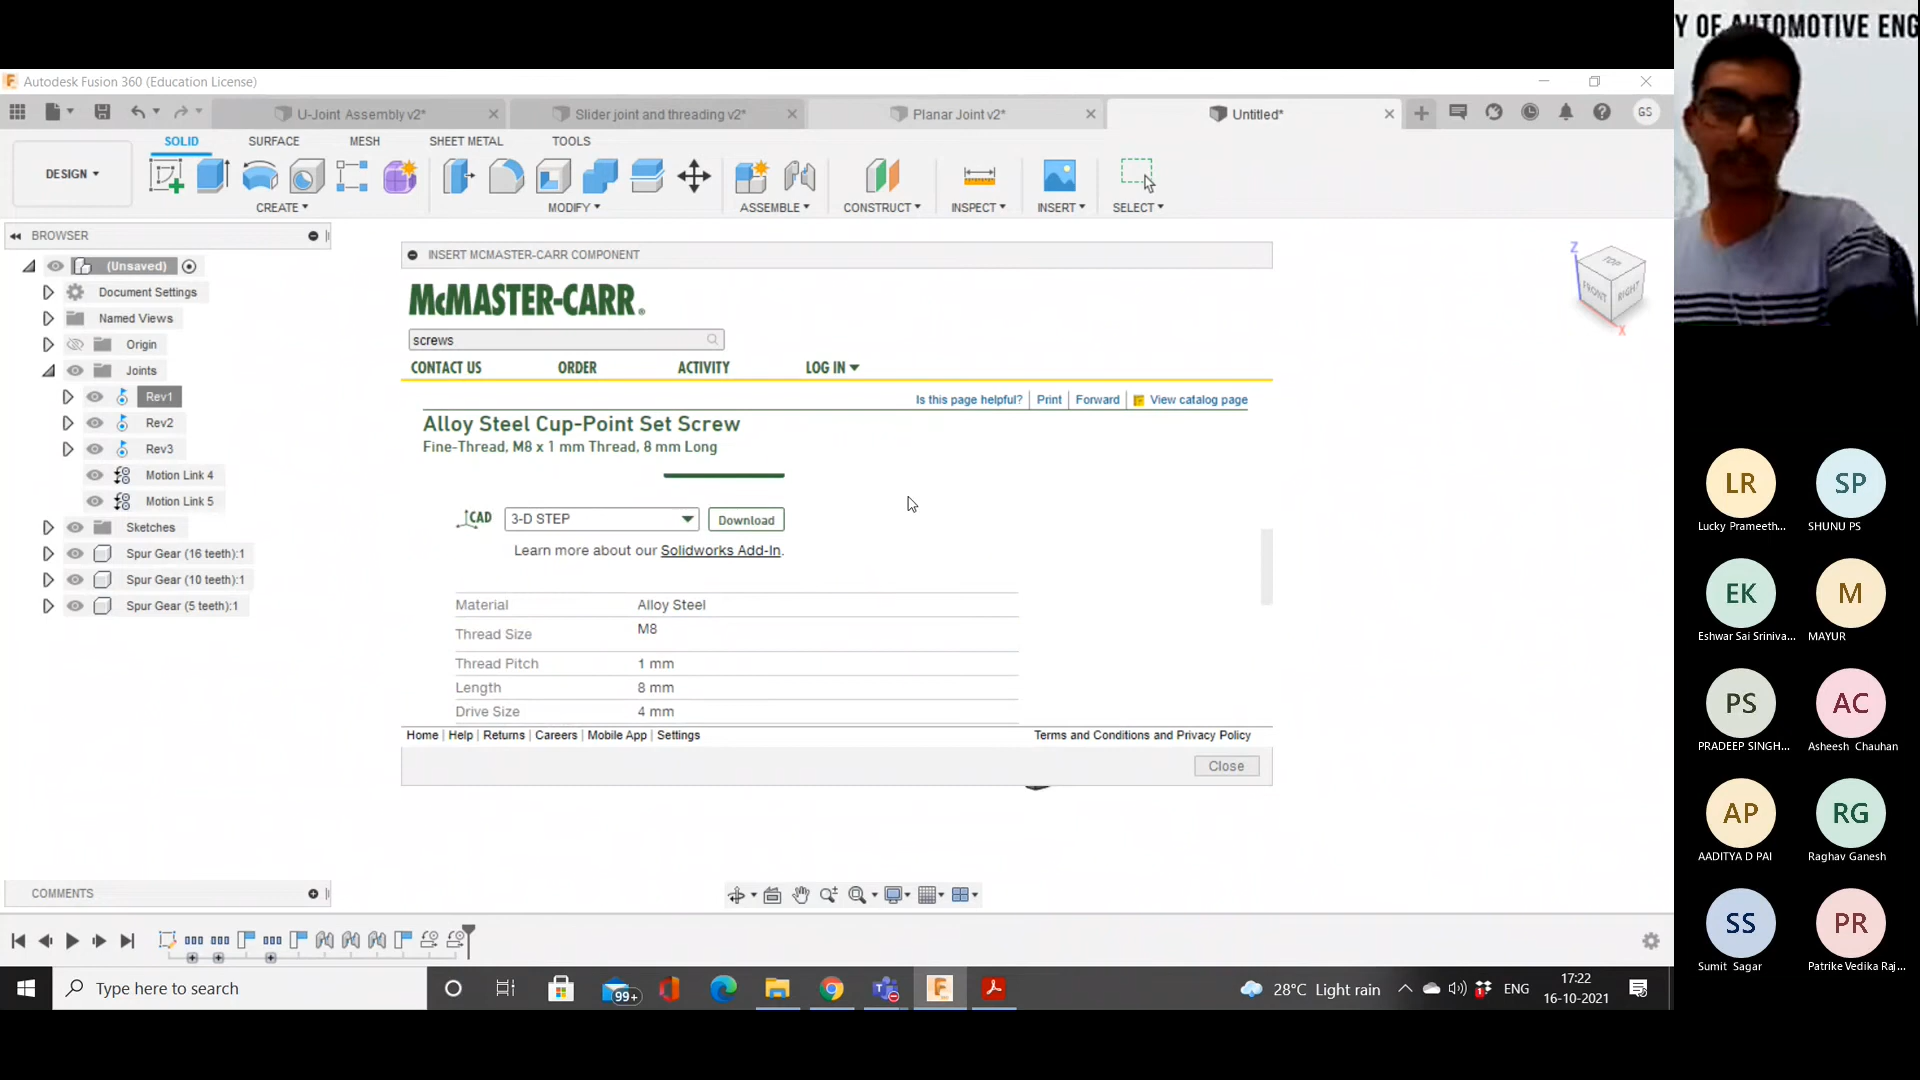 Y OF AUTOMOTIVE ENG
Autodesk Fusion 360 (Education License)
U-Joint Assembly v2*
Slider joint and threading v2*
Planar Joint v2*
Untitled*
GS
SOLID
SURFACE
MESH
SHEET METAL
TOOLS
DESIGN
CREATE
MODIFY
ASSEMBLE
CONSTRUCT
INSPECT
INSERT
SELECT
BROWSER
(Unsaved)
Document Settings
Named Views
Origin
Joints
Rev1
Rev2
Rev3
Motion Link 4
Motion Link 5
Sketches
Spur Gear (16 teeth):1
Spur Gear (10 teeth):1
Spur Gear (5 teeth):1
INSERT MCMASTER-CARR COMPONENT
McMASTER-CARR®
screws
CONTACT US
ORDER
ACTIVITY
LOG IN
Is this page helpful?
Print
Forward
View catalog page
Alloy Steel Cup-Point Set Screw
Fine-Thread, M8 x 1 mm Thread, 8 mm Long
CAD
3-D STEP
Download
Learn more about our Solidworks Add-In.
Material Alloy Steel
Thread Size M8
Thread Pitch 1 mm
Length 8 mm
Drive Size 4 mm
Home | Help | Returns | Careers | Mobile App | Settings
Terms and Conditions and Privacy Policy
Close
Z
TOP
FRONT
RIGHT
X
COMMENTS
LR
Lucky Prameeth...
SP
SHUNU PS
EK
Eshwar Sai Sriniva...
M
MAYUR
PS
PRADEEP SINGH...
AC
Asheesh Chauhan
AP
AADITYA D PAI
RG
Raghav Ganesh
SS
Sumit Sagar
PR
Patrike Vedika Raj...
Type here to search
99+
28°C Light rain
ENG
17:22
16-10-2021